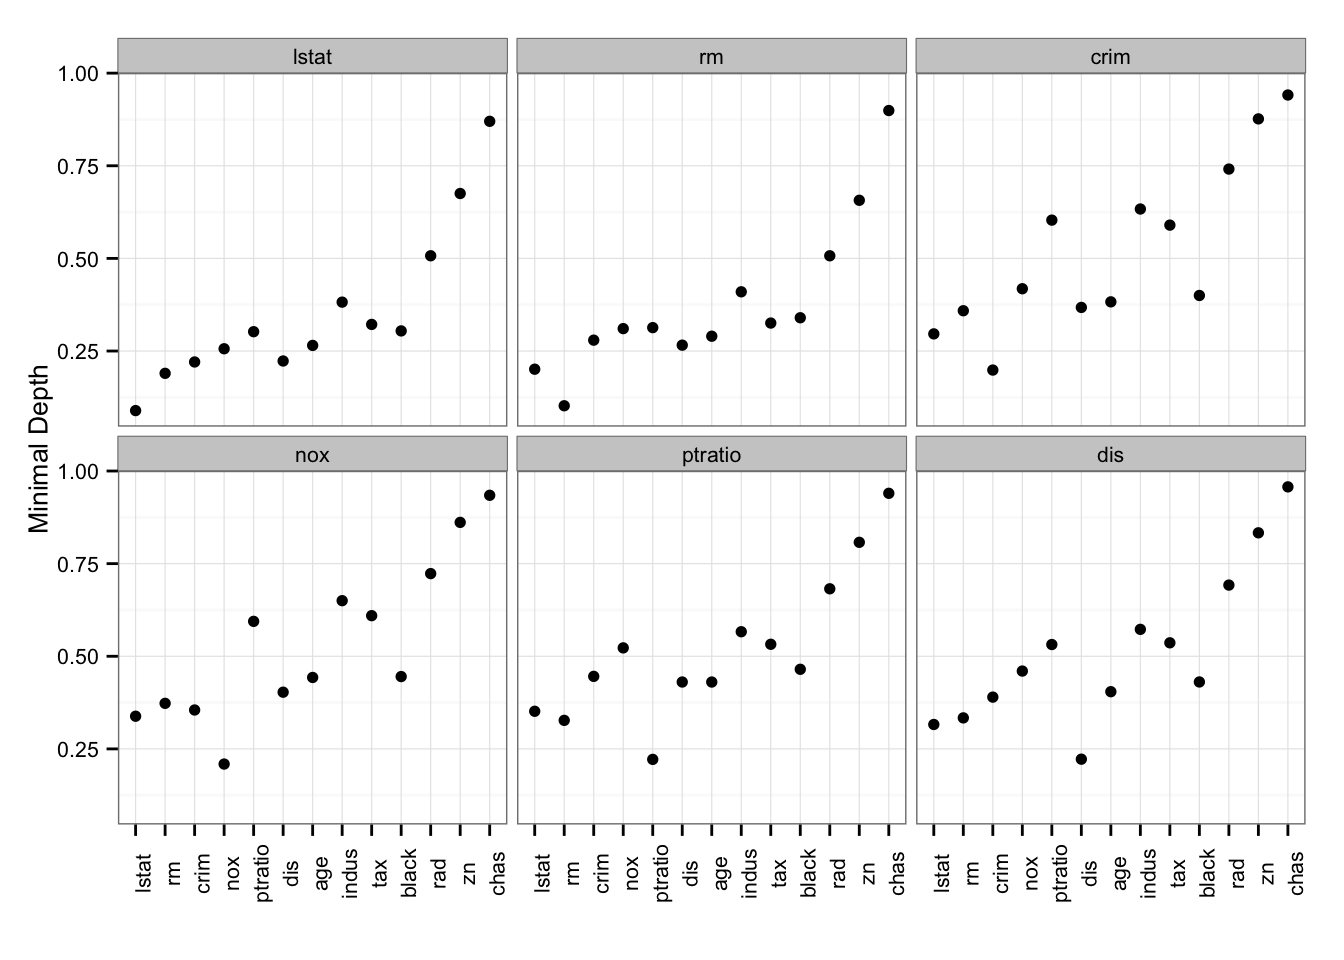 lstat rm crim
1.00
0.75
0.50
0.25
Minimal Depth
nox ptratio dis
1.00
0.75
0.50
0.25
lstat rm crim nox ptratio dis age indus tax black rad zn chas
lstat rm crim nox ptratio dis age indus tax black rad zn chas
lstat rm crim nox ptratio dis age indus tax black rad zn chas